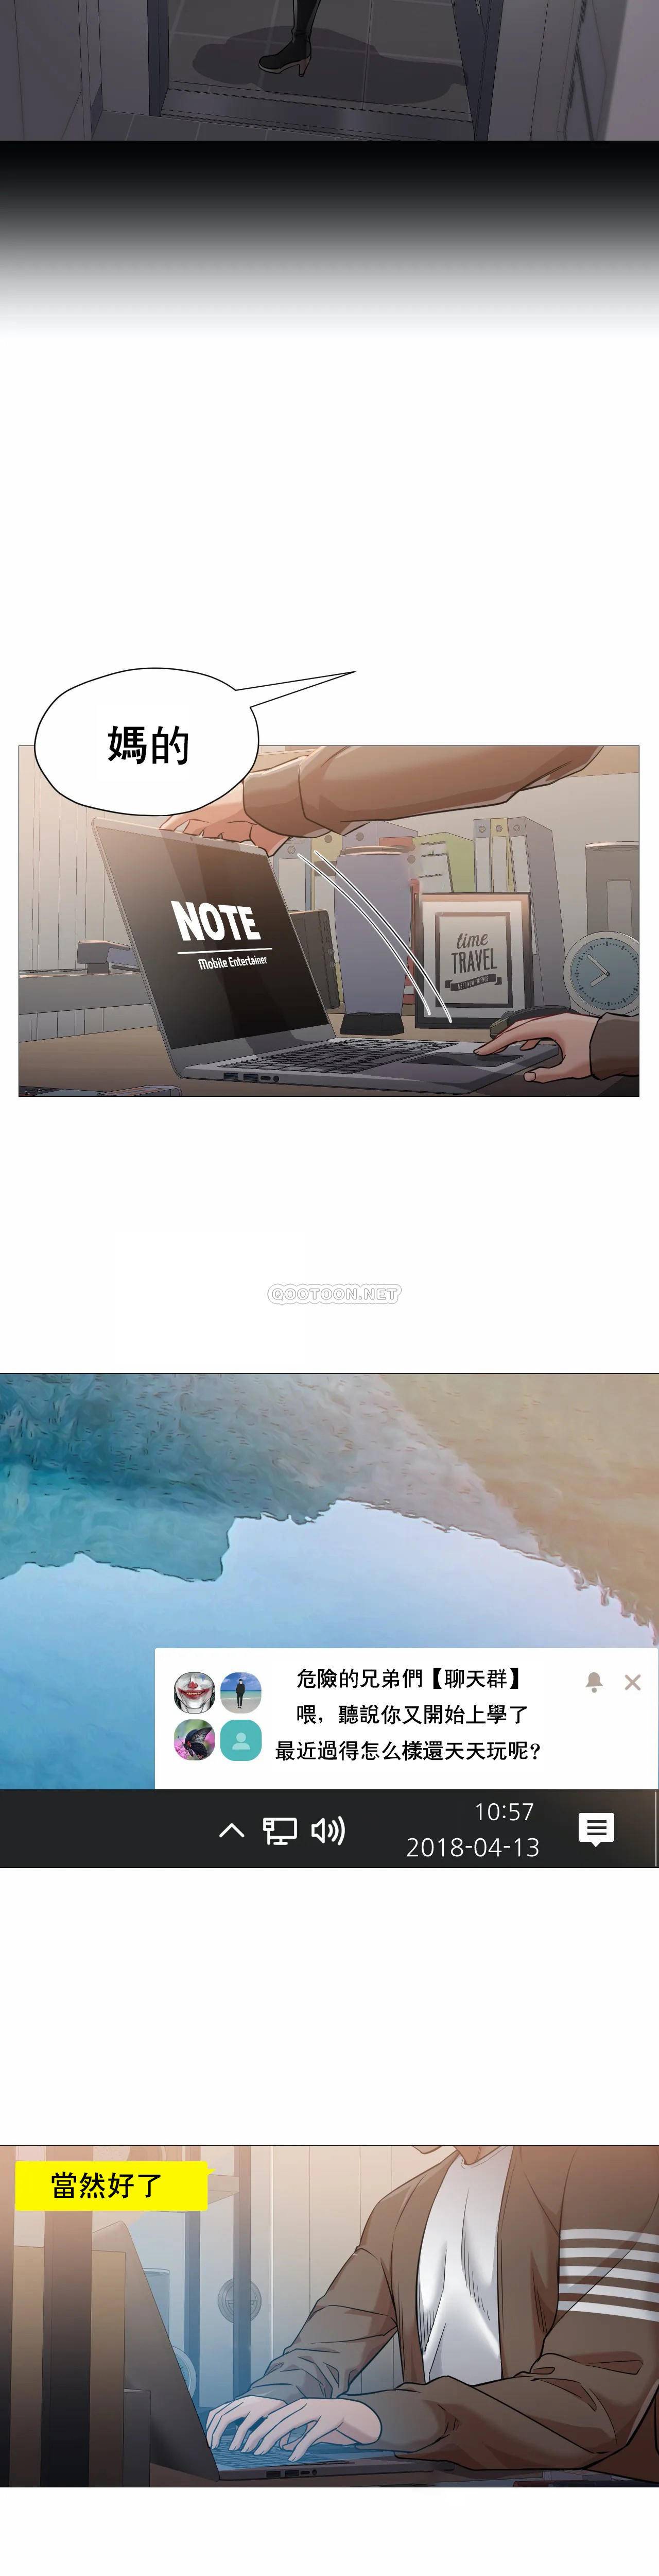 媽的
NOTE
Mobile Entertainer
time
TRAVEL
QOOTOON.NET
危險的兄弟們【聊天群】
喂，聽說你又開始上學了
最近過得怎么樣還天天玩呢?
10:57
2018-04-13
當然好了